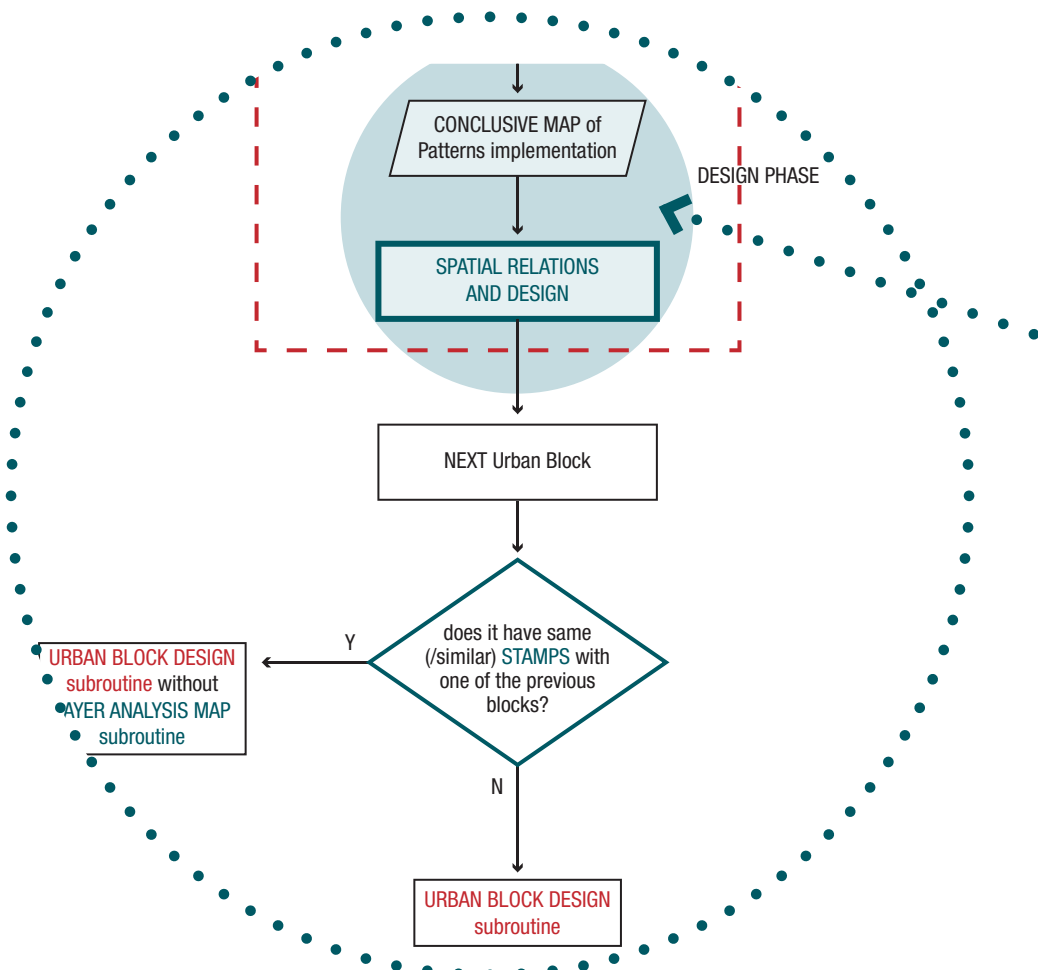 CONCLUSIVE MAP of
Patterns implementation
DESIGN PHASE
SPATIAL RELATIONS
AND DESIGN
NEXT Urban Block
does it have same
(/similar) STAMPS with
one of the previous
blocks?
Y
URBAN BLOCK DESIGN
subroutine without
AYER ANALYSIS MAP
subroutine
N
URBAN BLOCK DESIGN
subroutine